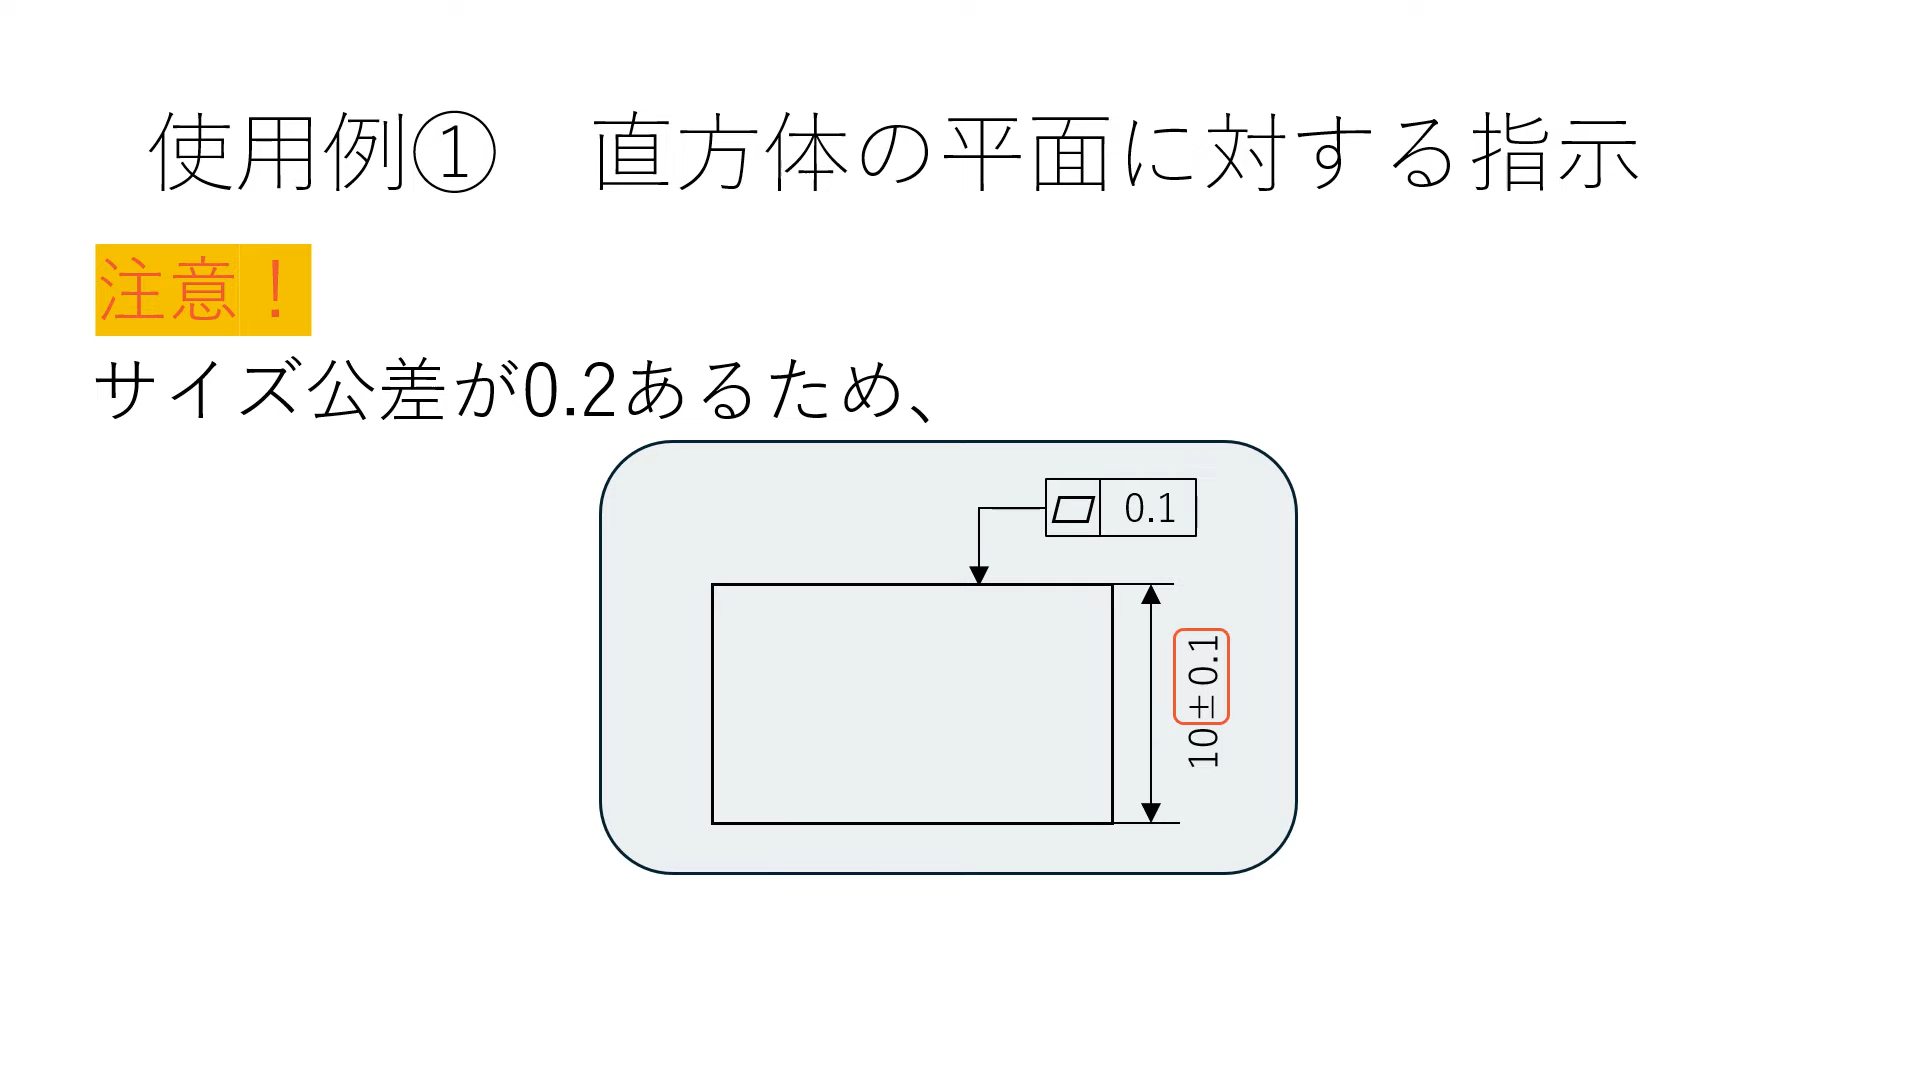 使用例①　直方体の平面に対する指示
注意！
サイズ公差が0.2あるため、
0.1
10±0.1